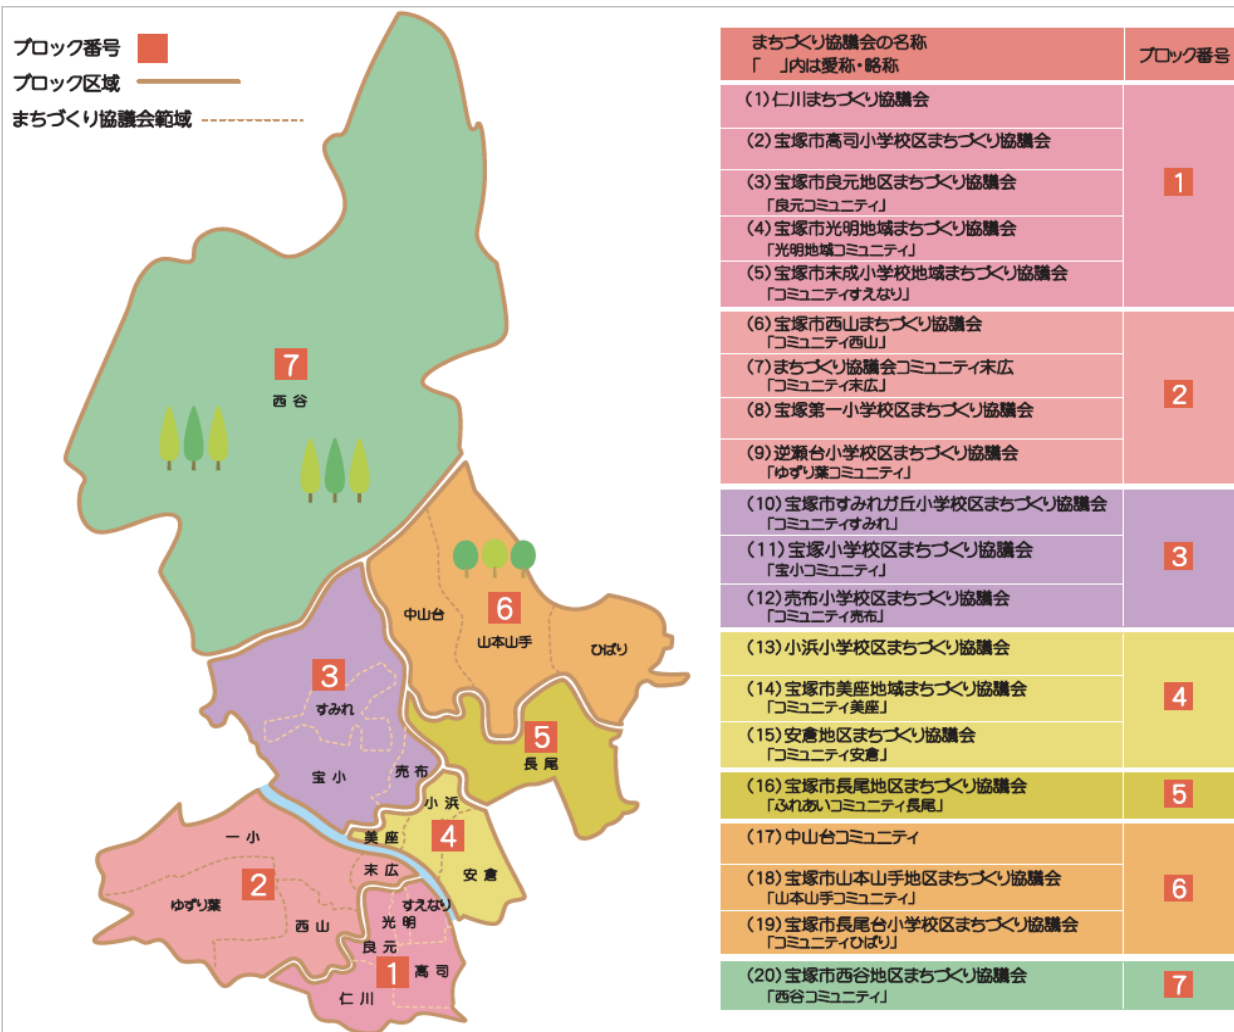 ブロック番号
ブロック区域
まちづくり協議会範域
7
西谷
6
中山台
山本山手
ひばり
3
すみれ
宝小
売布
5
長尾
小浜
美座
4
安倉
一小
2
ゆずり葉
西山
末広
すえなり
光明
良元
1
高司
仁川
まちづくり協議会の名称
「　」内は愛称・略称
ブロック番号
(1)仁川まちづくり協議会
(2)宝塚市高司小学校区まちづくり協議会
(3)宝塚市良元地区まちづくり協議会
「良元コミュニティ」
(4)宝塚市光明地域まちづくり協議会
「光明地域コミュニティ」
(5)宝塚市末成小学校地域まちづくり協議会
「コミュニティすえなり」
1
(6)宝塚市西山まちづくり協議会
「コミュニティ西山」
(7)まちづくり協議会コミュニティ末広
「コミュニティ末広」
(8)宝塚第一小学校区まちづくり協議会
(9)逆瀬台小学校区まちづくり協議会
「ゆずり葉コミュニティ」
2
(10)宝塚市すみれガ丘小学校区まちづくり協議会
「コミュニティすみれ」
(11)宝塚小学校区まちづくり協議会
「宝小コミュニティ」
(12)売布小学校区まちづくり協議会
「コミュニティ売布」
3
(13)小浜小学校区まちづくり協議会
(14)宝塚市美座地域まちづくり協議会
「コミュニティ美座」
(15)安倉地区まちづくり協議会
「コミュニティ安倉」
4
(16)宝塚市長尾地区まちづくり協議会
「ふれあいコミュニティ長尾」
5
(17)中山台コミュニティ
(18)宝塚市山本山手地区まちづくり協議会
「山本山手コミュニティ」
(19)宝塚市長尾台小学校区まちづくり協議会
「コミュニティひばり」
6
(20)宝塚市西谷地区まちづくり協議会
「西谷コミュニティ」
7